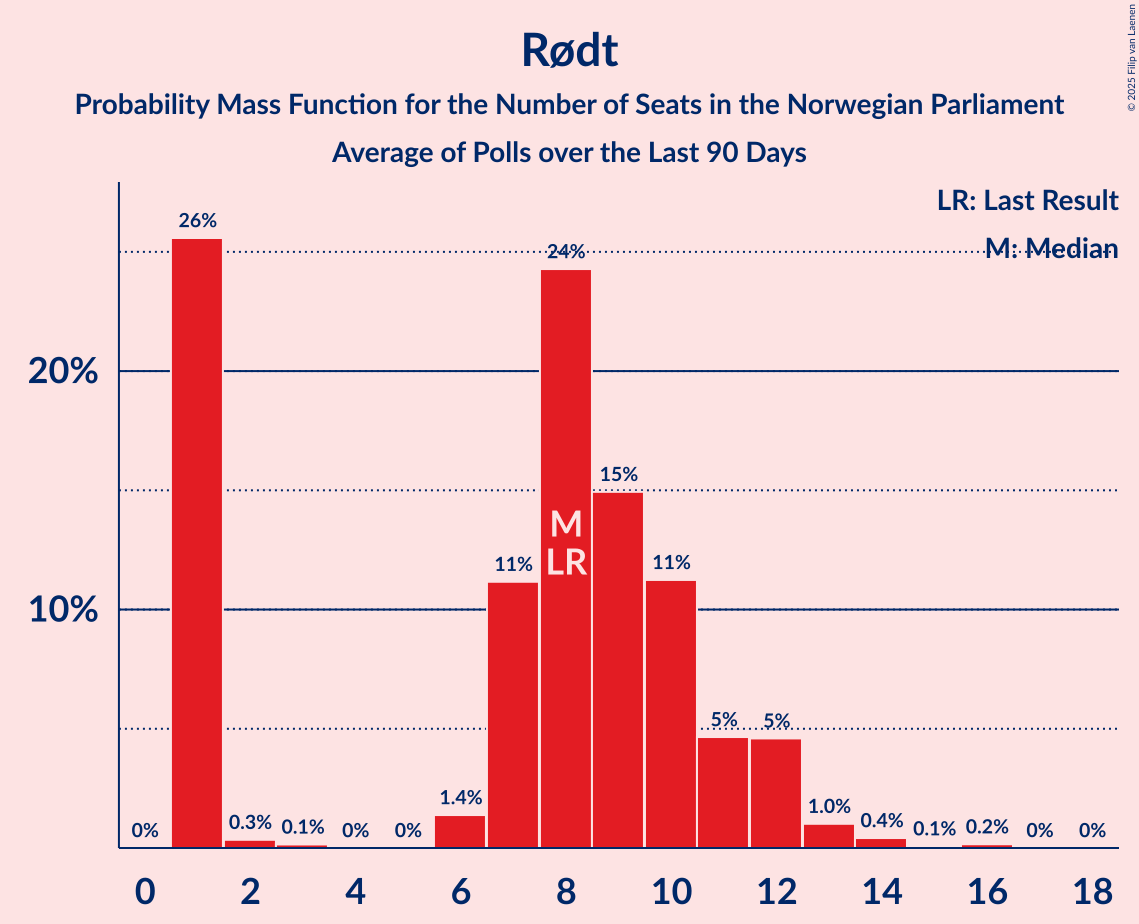 © 2025 Filip van Laenen
Rødt
Probability Mass Function for the Number of Seats in the Norwegian Parliament
Average of Polls over the Last 90 Days
LR: Last Result
M: Median
20%
10%
0%
26%
0.3%
0.1%
0%
0%
1.4%
11%
24%
15%
11%
5%
5%
1.0%
0.4%
0.1%
0.2%
0%
0%
M
LR
0 2 4 6 8 10 12 14 16 18